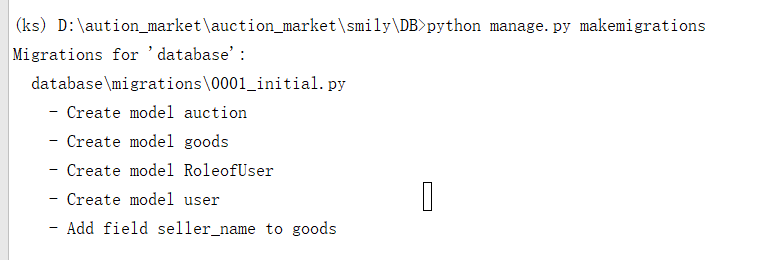 (ks) D:\aution_market\auction_market\smily\DB>python manage.py makemigrations
Migrations for 'database':
  database\migrations\0001_initial.py
    - Create model auction
    - Create model goods
    - Create model RoleofUser
    - Create model user
    - Add field seller_name to goods